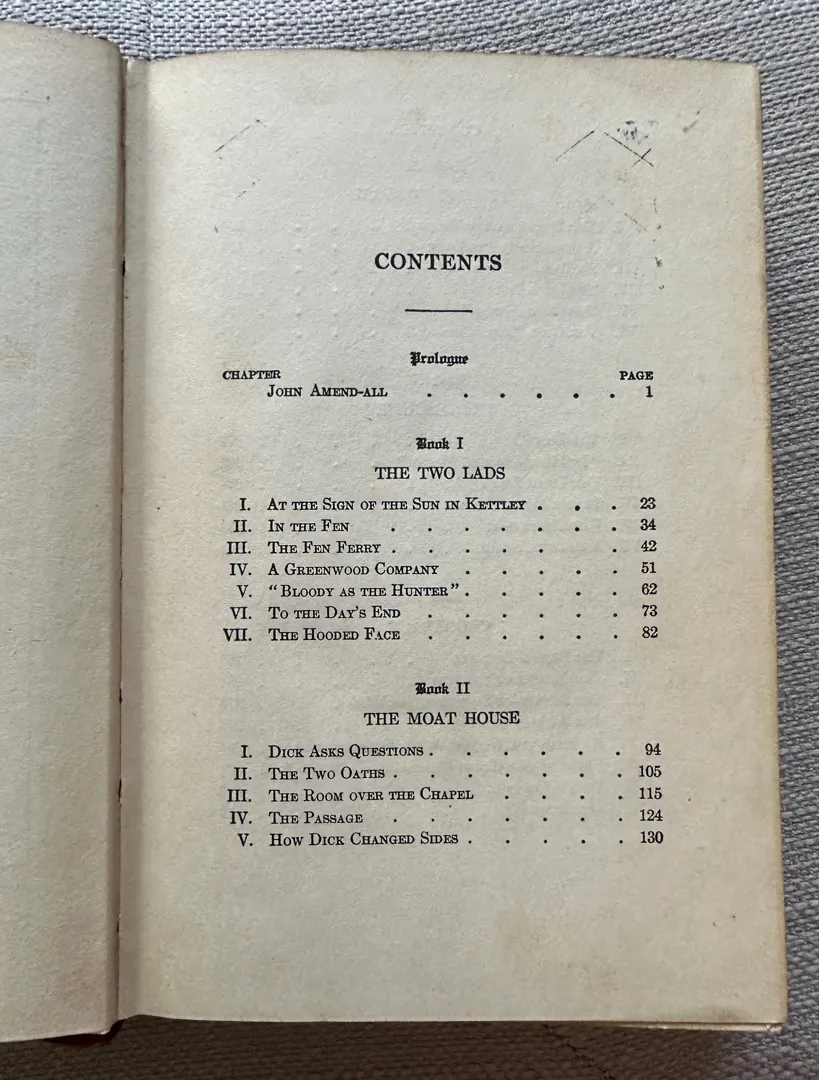 CONTENTS
Prologue
CHAPTER PAGE
JOHN AMEND-ALL . . . . . . 1
Book I
THE TWO LADS
I. AT THE SIGN OF THE SUN IN KETTLEY . . . 23
II. IN THE FEN . . . . . . . 34
III. THE FEN FERRY . . . . . . 42
IV. A GREENWOOD COMPANY . . . . . 51
V. "BLOODY AS THE HUNTER" . . . . . 62
VI. TO THE DAY'S END . . . . . . 73
VII. THE HOODED FACE . . . . . . 82
Book II
THE MOAT HOUSE
I. DICK ASKS QUESTIONS . . . . . . 94
II. THE TWO OATHS . . . . . . . 105
III. THE ROOM OVER THE CHAPEL . . . . 115
IV. THE PASSAGE . . . . . . . 124
V. HOW DICK CHANGED SIDES . . . . . 130